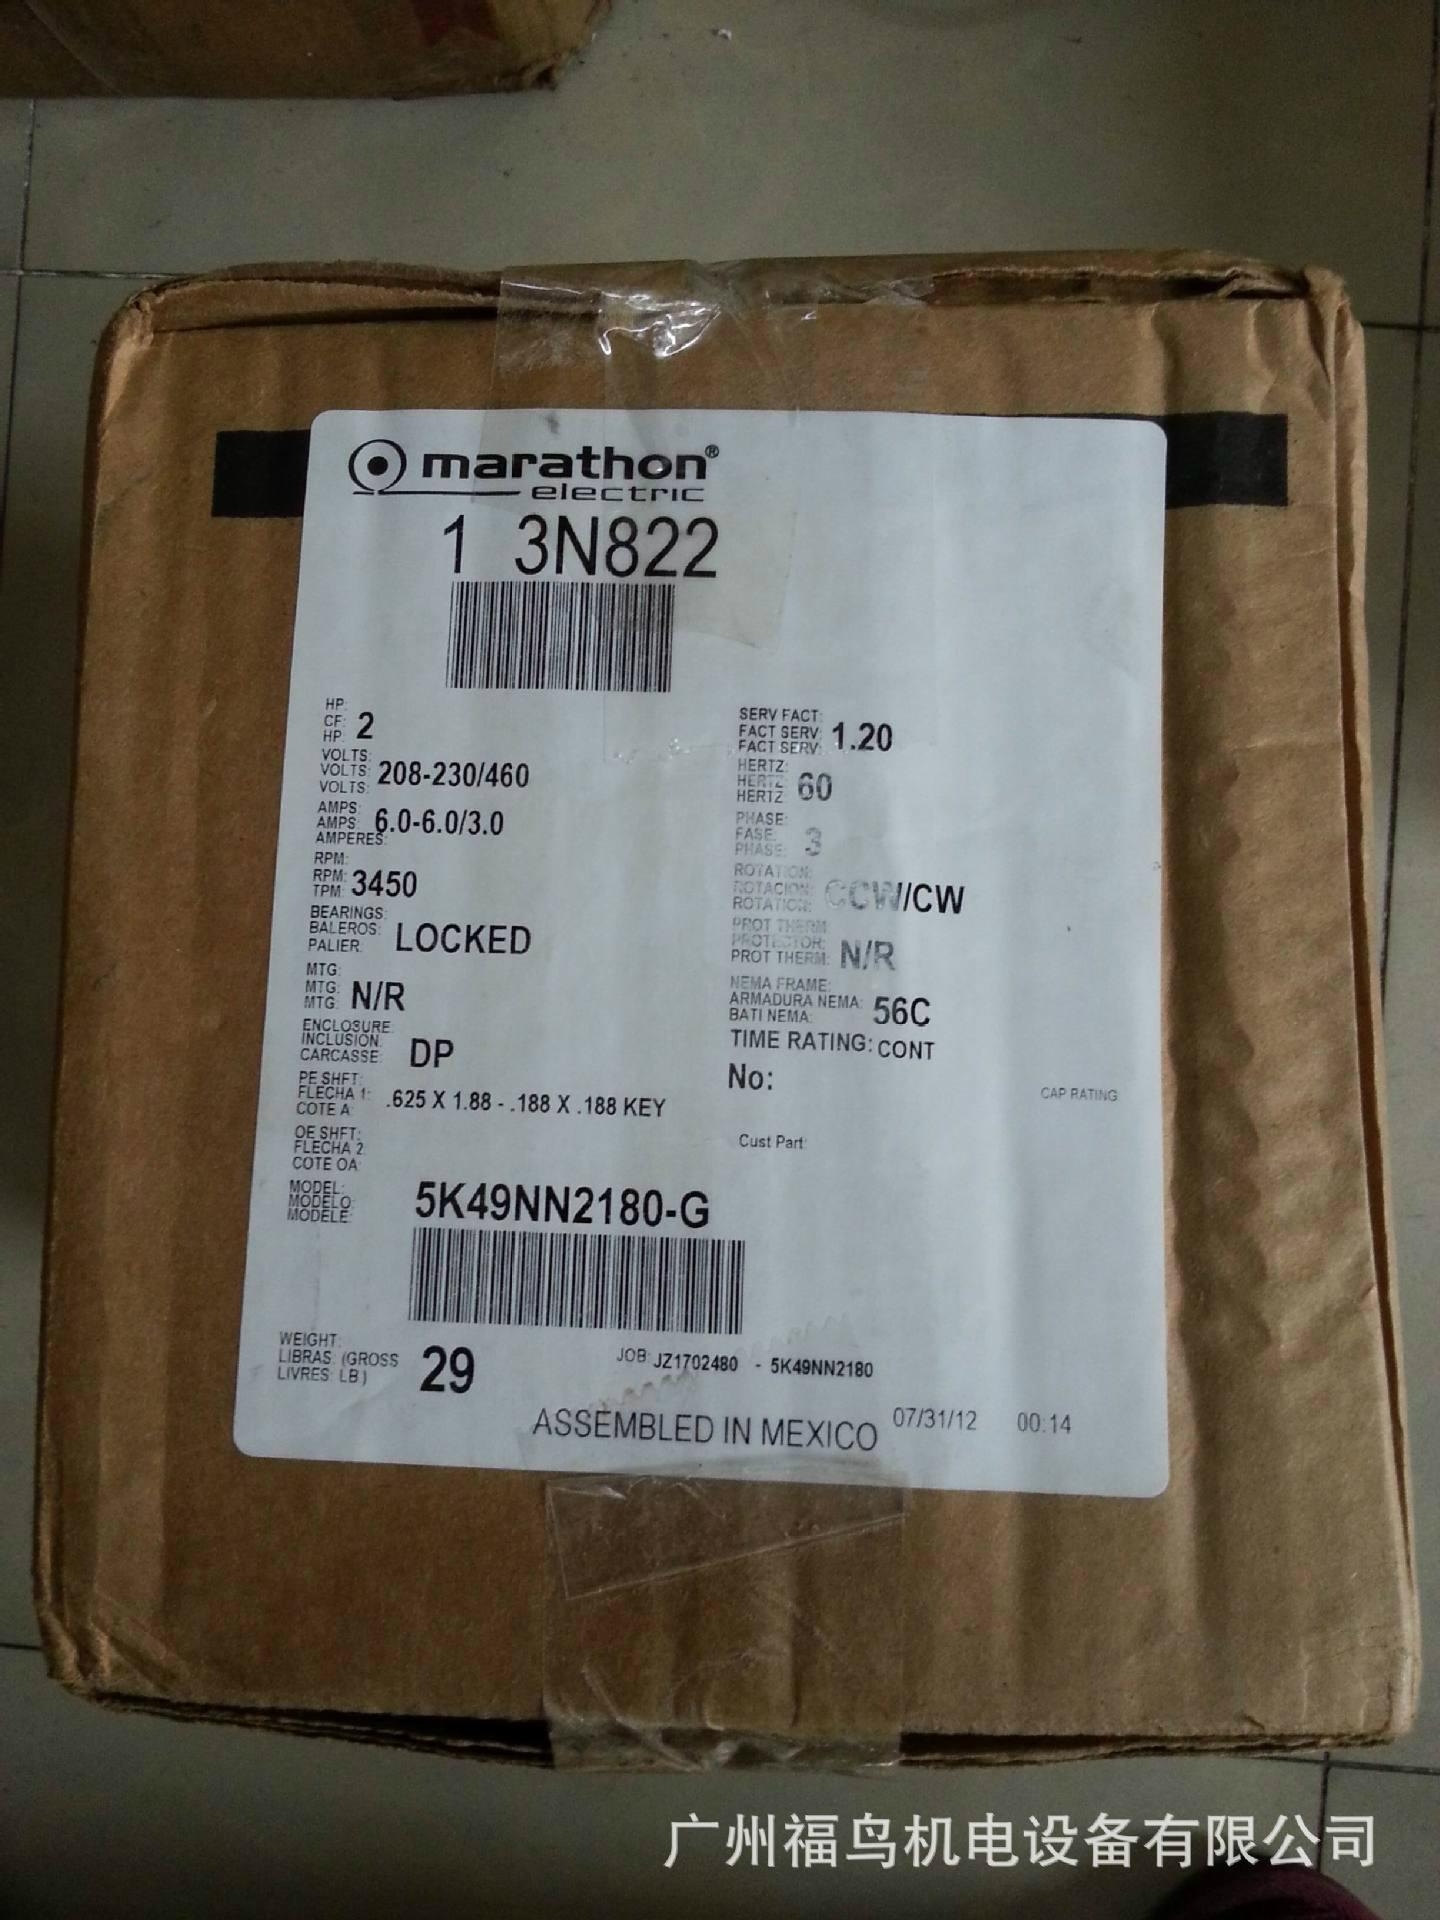 marathon®
electric
1 3N822
HP:
CF: 2
HP:
VOLTS:
VOLTS: 208-230/460
VOLTS:
AMPS:
AMPS: 6.0-6.0/3.0
AMPERES:
RPM:
RPM: 3450
TPM:
BEARINGS:
BALEROS: LOCKED
PALIER:
MTG:
MTG: N/R
MTG:
ENCLOSURE:
INCLUSION: DP
CARCASSE:
PE SHFT:
FLECHA 1: .625 X 1.88 - .188 X .188 KEY
COTE A:
OE SHFT:
FLECHA 2:
COTE OA:
MODEL:
MODELO: 5K49NN2180-G
MODELE:
SERV FACT:
FACT SERV: 1.20
FACT SERV:
HERTZ:
HERTZ: 60
HERTZ:
PHASE:
FASE: 3
PHASE:
ROTATION:
ROTACION: CCW/CW
ROTATION:
PROT THERM:
PROTECTOR: N/R
PROT THERM:
NEMA FRAME:
ARMADURA NEMA: 56C
BATI NEMA:
TIME RATING: CONT
No:
CAP RATING
Cust Part:
WEIGHT:
LIBRAS: (GROSS 29
LIVRES: LB)
JOB: JZ1702480 - 5K49NN2180
ASSEMBLED IN MEXICO 07/31/12 00:14
广州福鸟机电设备有限公司